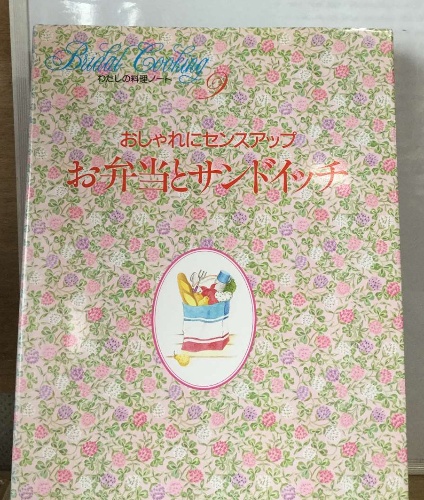 Bridal Cooking
わたしの料理ノート 9
おしゃれにセンスアップ
お弁当とサンドイッチ